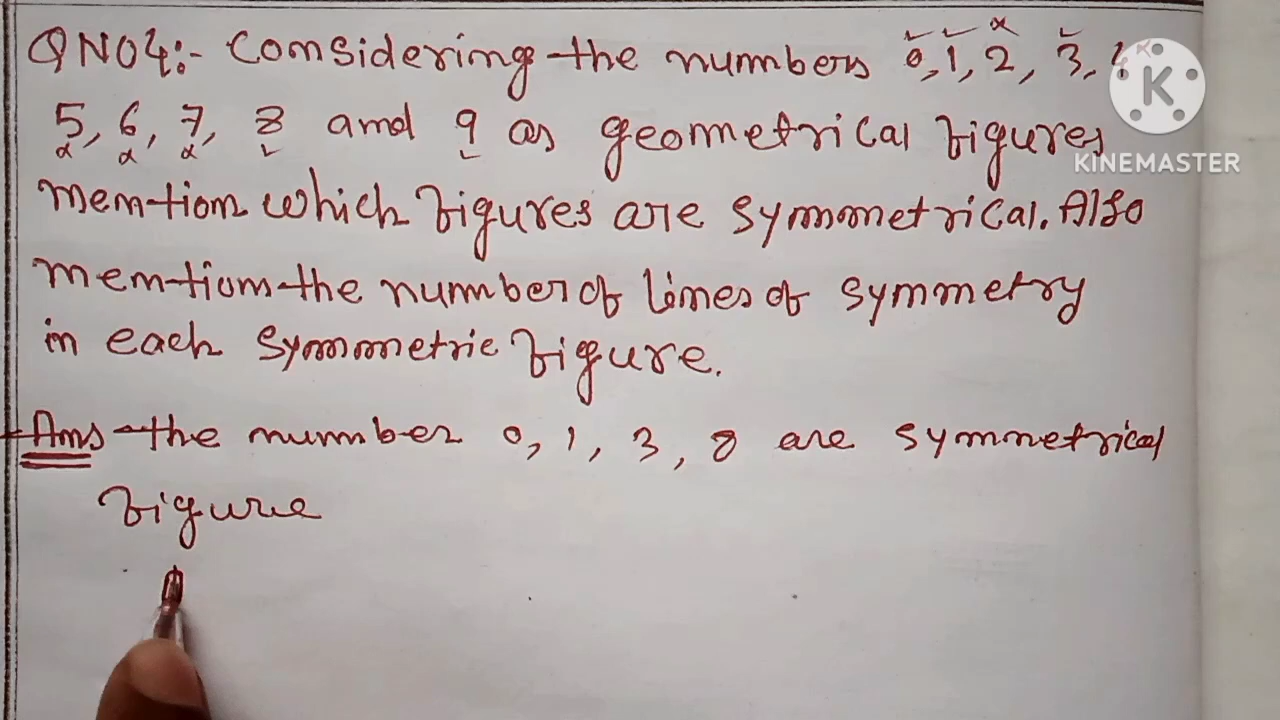 QNO4:- Considering the numbers 0, 1, 2, 3, 4
5, 6, 7, 8 and 9 as geometrical figures
mention which figures are symmetrical. Also
mention the number of lines of symmetry
in each symmetric figure.
Ans - the number 0, 1, 3, 8 are symmetrical
figure
0
K
KINEMASTER